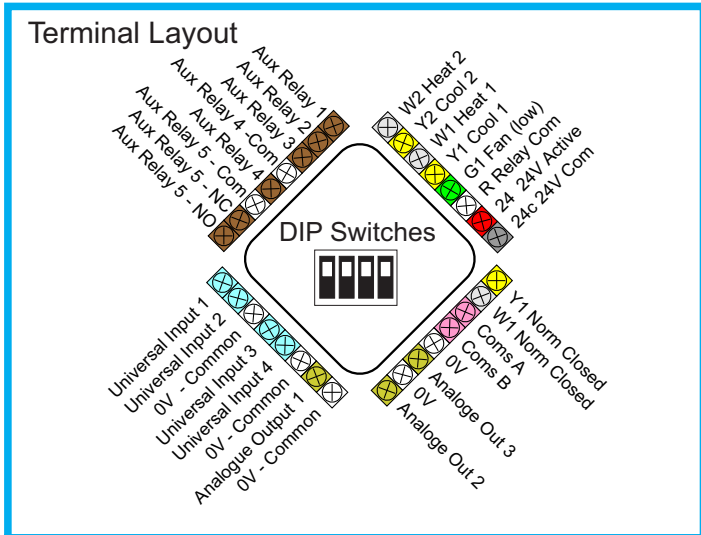 Terminal Layout
Aux Relay 1
Aux Relay 2
Aux Relay 3
Aux Relay 4 -Com
Aux Relay 4
Aux Relay 5 - Com
Aux Relay 5 - NC
Aux Relay 5 - NO
W2 Heat 2
Y2 Cool 2
W1 Heat 1
Y1 Cool 1
G1 Fan (low)
R Relay Com
24 24V Active
24c 24V Com
DIP Switches
Universal Input 1
Universal Input 2
0V - Common
Universal Input 3
Universal Input 4
0V - Common
Analogue Output 1
0V - Common
Y1 Norm Closed
W1 Norm Closed
Coms A
Coms B
0V
Analoge Out 3
0V
Analoge Out 2